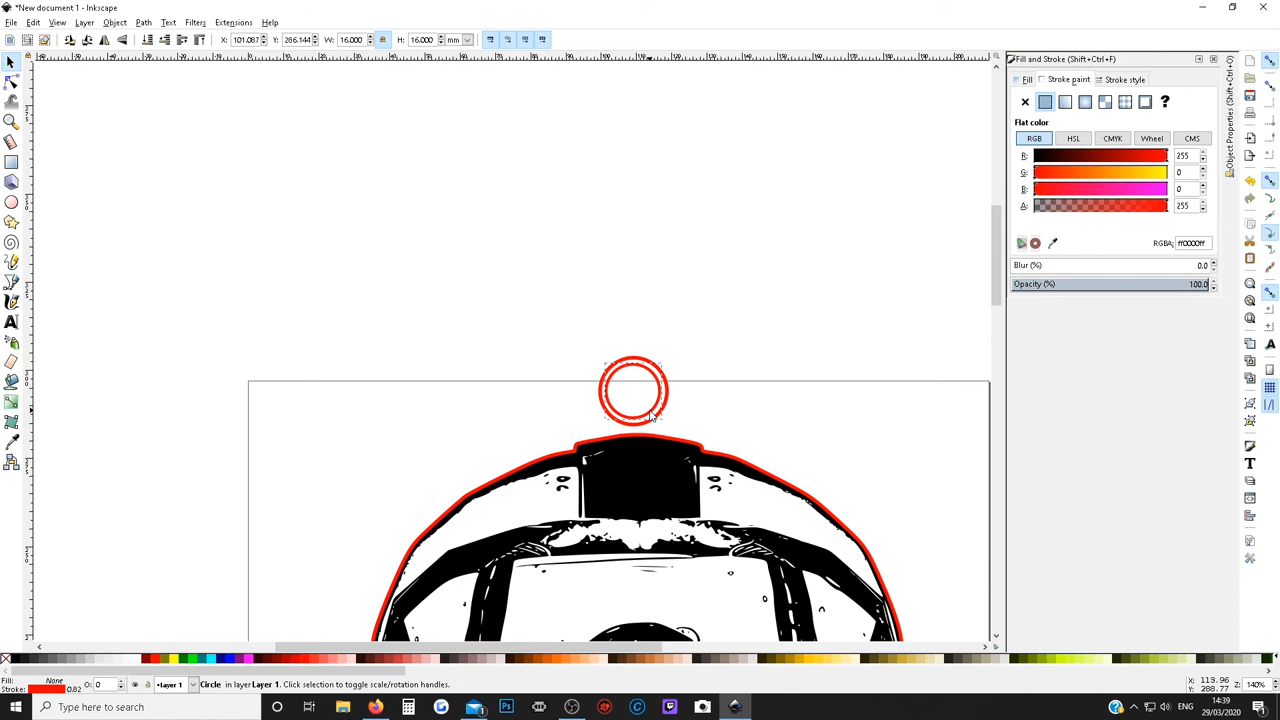 *New document 1 - Inkscape
File Edit View Layer Object Path Text Filters Extensions Help
X: 101.087 Y: 286.144 W: 16.000 H: 16.000 mm
Fill and Stroke (Shift+Ctrl+F)
Fill Stroke paint Stroke style
?
Flat color
RGB HSL CMYK Wheel CMS
R: 255
G: 0
B: 0
A: 255
RGBA: ff0000ff
Blur (%) 0.0
Opacity (%) 100.0
Object Properties (Shift+Ctrl+O)
Fill: None
Stroke: 0.82
O: 0
•Layer 1
Circle in layer Layer 1. Click selection to toggle scale/rotation handles.
X: 113.96
Y: 288.77
Z: 140%
Type here to search
14:39
29/03/2020